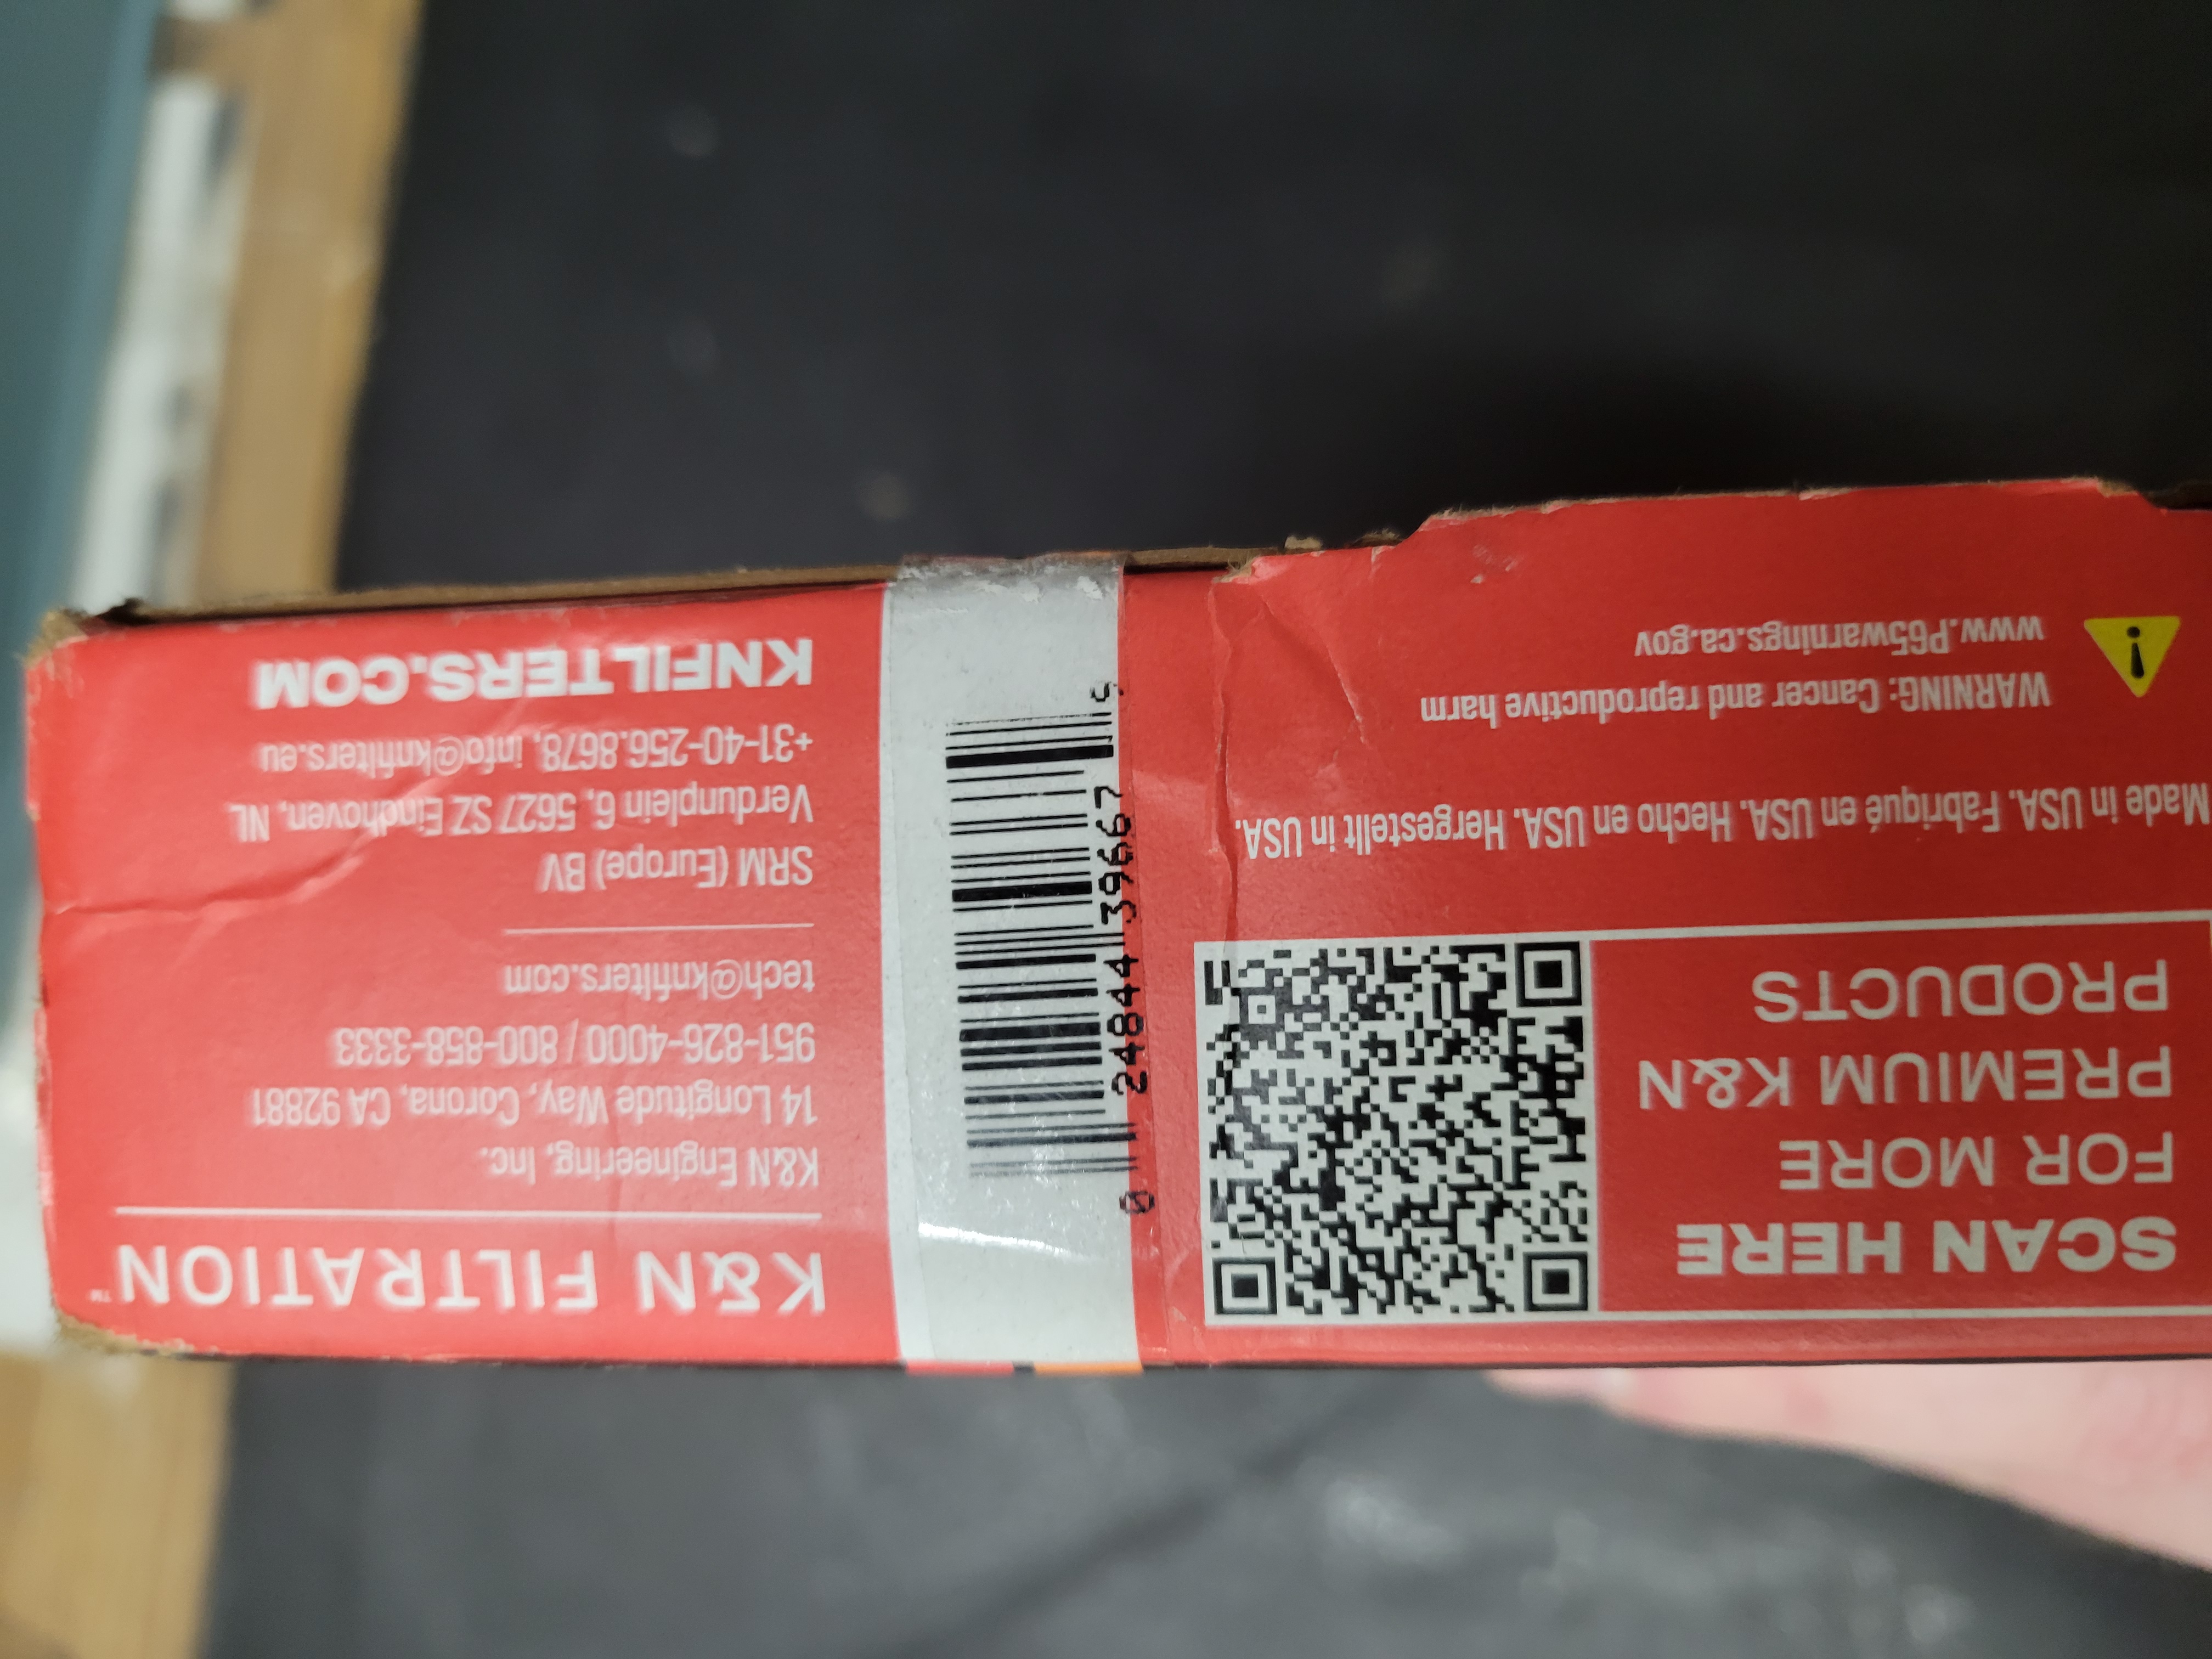 SCAN HERE
FOR MORE
PREMIUM K&N
PRODUCTS
Made in USA. Fabriqué en USA. Hecho en USA. Hergestellt in USA.
WARNING: Cancer and reproductive harm
www.P65warnings.ca.gov
0 24844 39667 9
K&N FILTRATION™
K&N Engineering, Inc.
14 Longitude Way, Corona, CA 92881
951-826-4000 / 800-858-3333
tech@knfilters.com
SRM (Europe) BV
Verdunplein 6, 5627 SZ Eindhoven, NL
+31-40-256.8678, info@knfilters.eu
KNFILTERS.COM